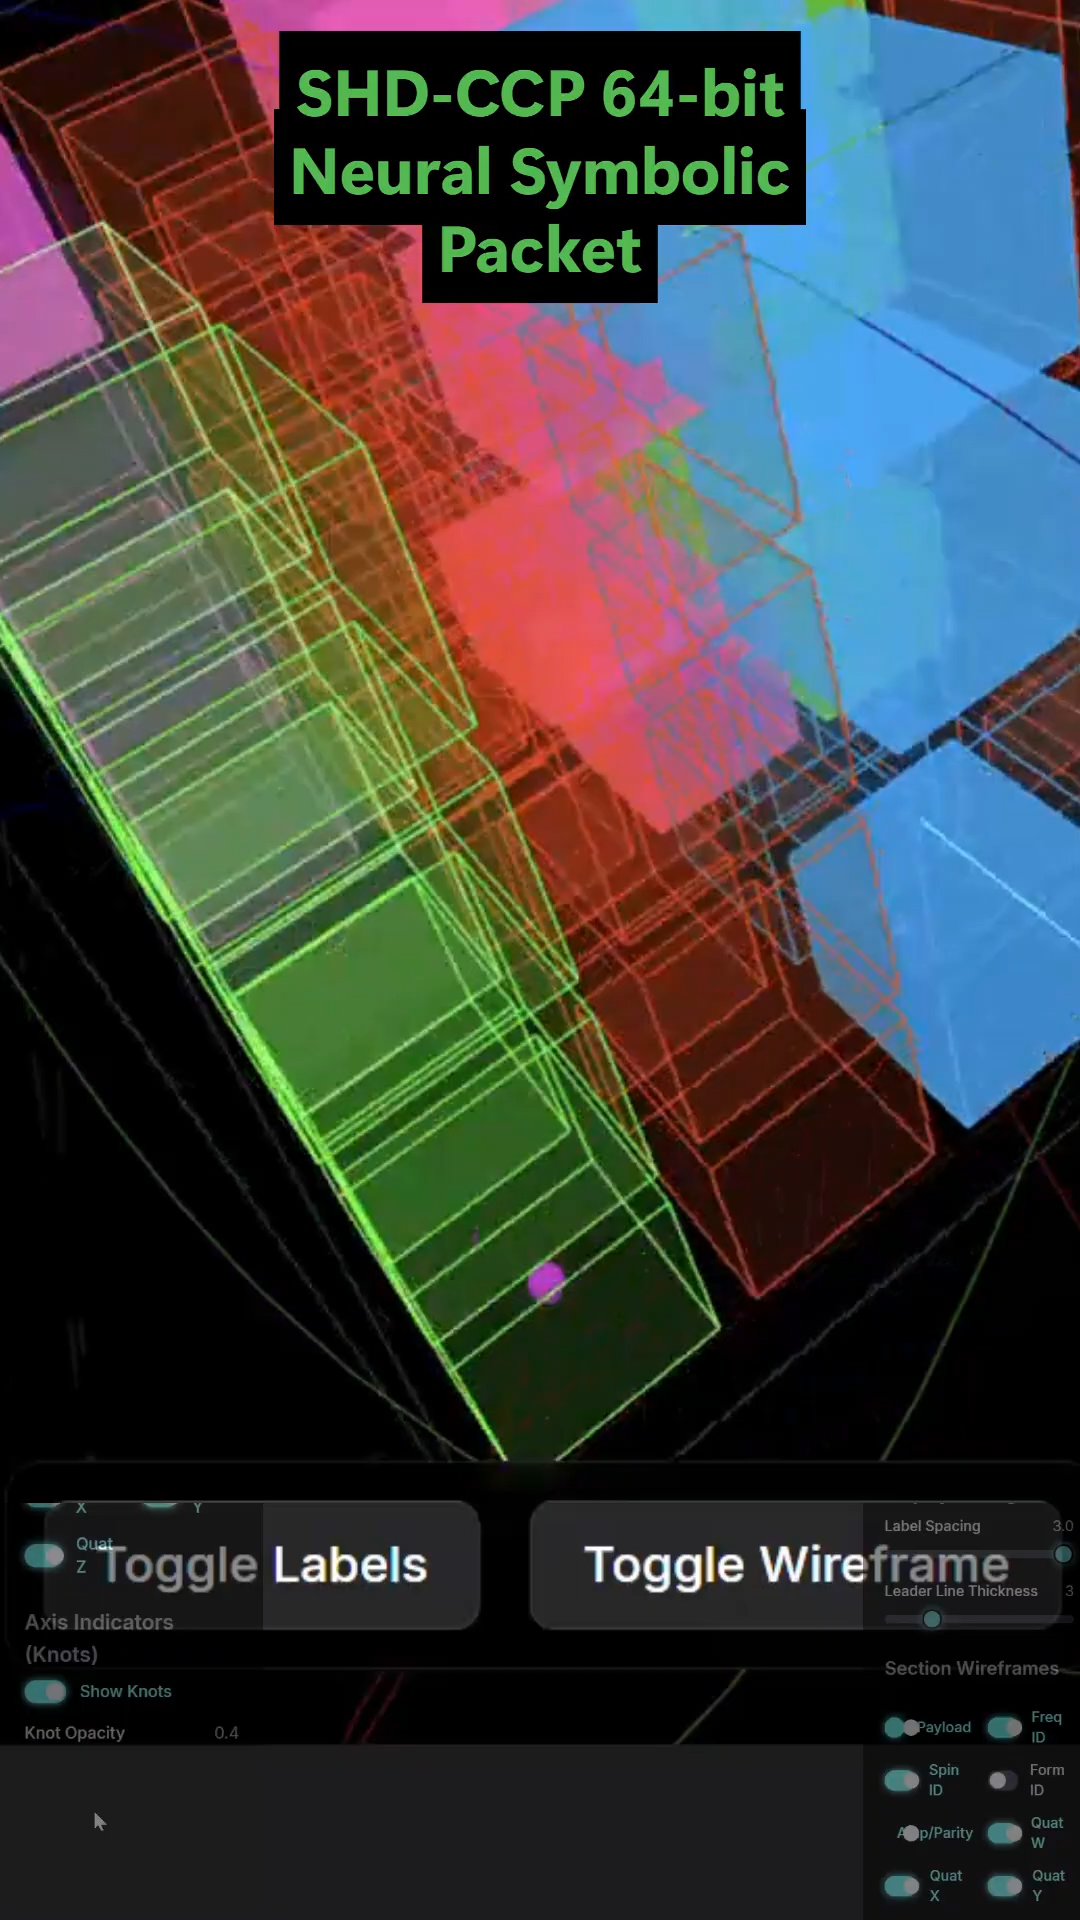 SHD-CCP 64-bit
Neural Symbolic
Packet
X
Y
Quat
Z
Toggle Labels
Toggle Wireframe
Label Spacing
3.0
Leader Line Thickness
3
Axis Indicators
(Knots)
Show Knots
Knot Opacity
0.4
Section Wireframes
Payload
Freq
ID
Spin
ID
Form
ID
Quat
W
Quat
X
Quat
Y